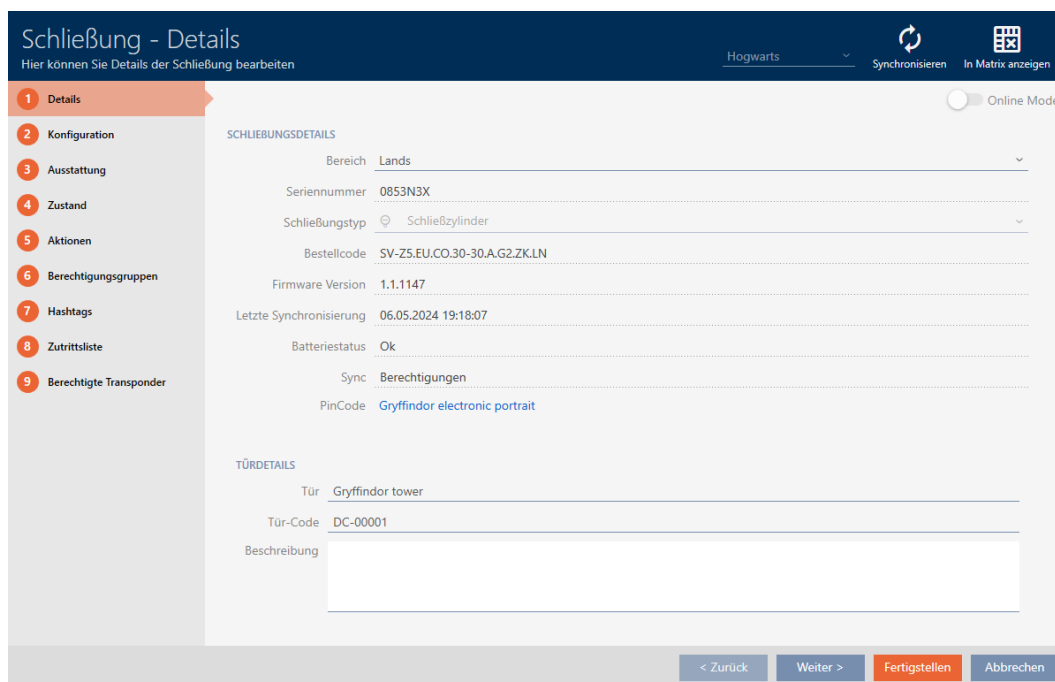 Schließung - Details
Hier können Sie Details der Schließung bearbeiten
Hogwarts
Synchronisieren
In Matrix anzeigen
1 Details
2 Konfiguration
3 Ausstattung
4 Zustand
5 Aktionen
6 Berechtigungsgruppen
7 Hashtags
8 Zutrittsliste
9 Berechtigte Transponder
Online Mode
SCHLIEßUNGSDETAILS
Bereich Lands
Seriennummer 0853N3X
Schließungstyp Schließzylinder
Bestellcode SV-Z5.EU.CO.30-30.A.G2.ZK.LN
Firmware Version 1.1.1147
Letzte Synchronisierung 06.05.2024 19:18:07
Batteriestatus Ok
Sync Berechtigungen
PinCode Gryffindor electronic portrait
TÜRDETAILS
Tür Gryffindor tower
Tür-Code DC-00001
Beschreibung
< Zurück
Weiter >
Fertigstellen
Abbrechen